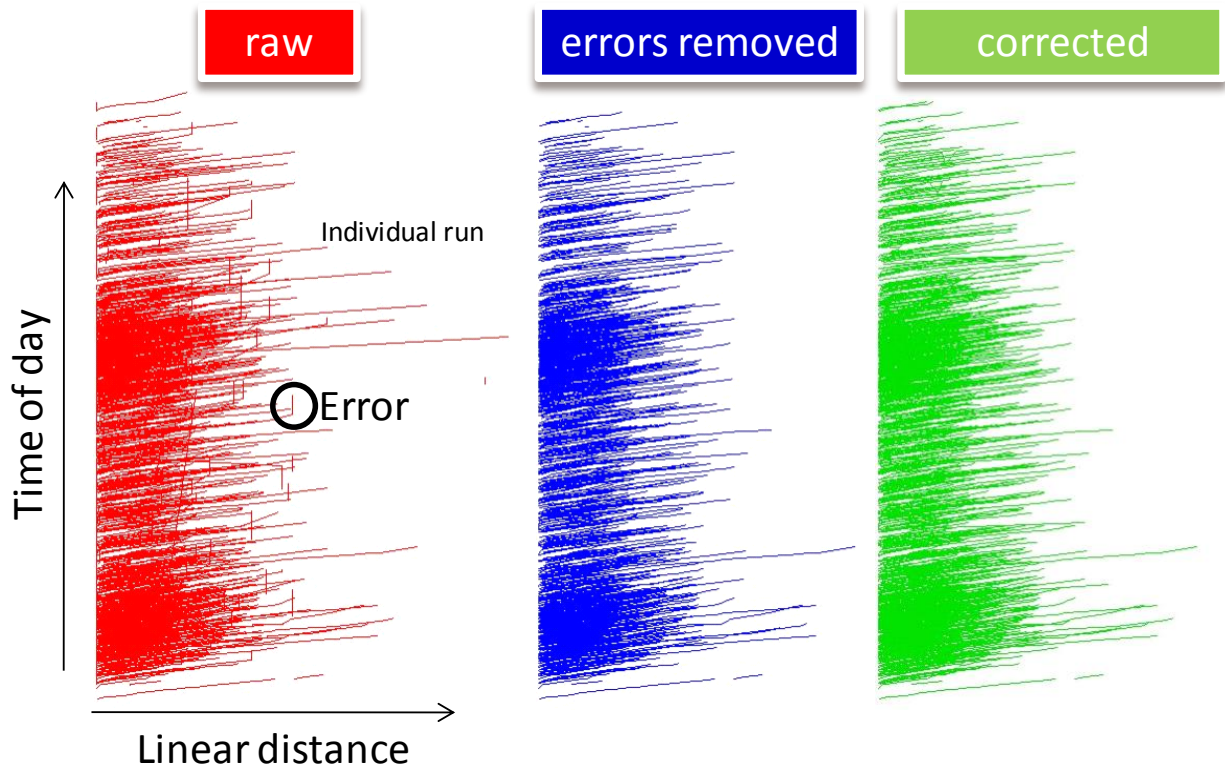 raw
errors removed
corrected
Individual run
Error
Time of day
Linear distance